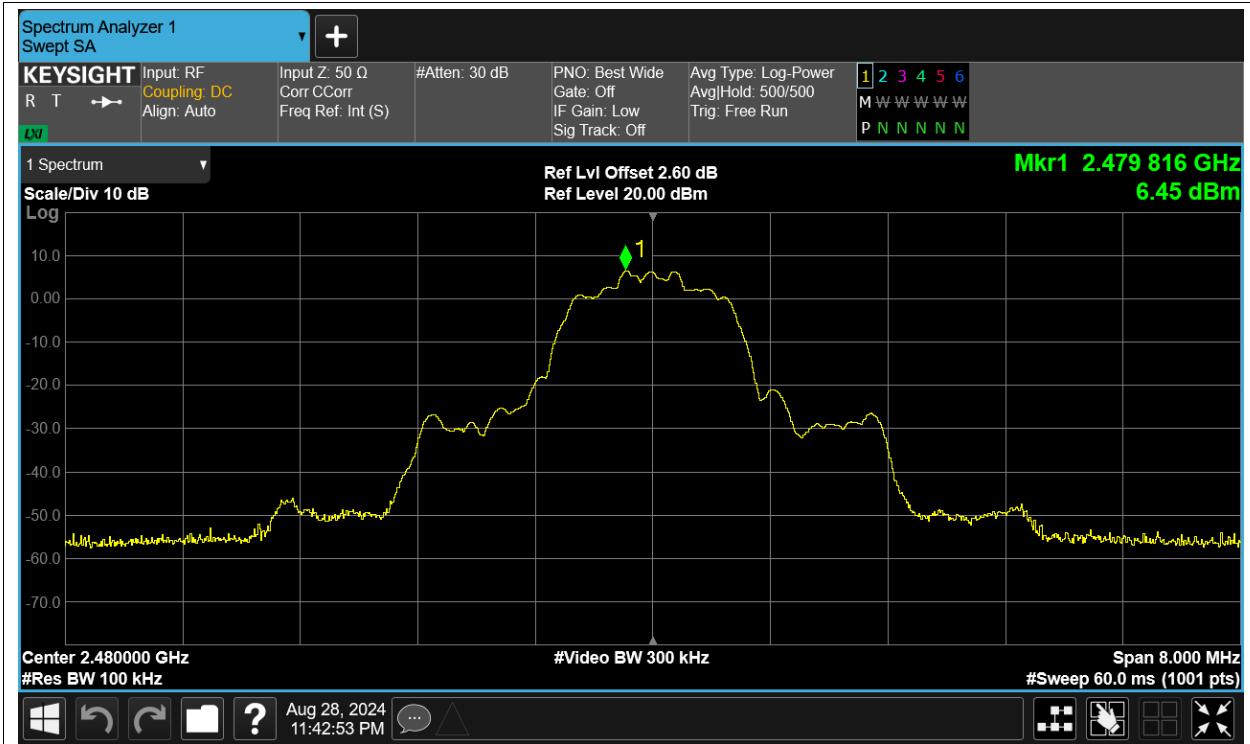 Spectrum Analyzer 1
Swept SA
KEYSIGHT
R T
LXI
Input: RF
Coupling: DC
Align: Auto
Input Z: 50 Ω
Corr CCorr
Freq Ref: Int (S)
#Atten: 30 dB
PNO: Best Wide
Gate: Off
IF Gain: Low
Sig Track: Off
Avg Type: Log-Power
Avg|Hold: 500/500
Trig: Free Run
1 2 3 4 5 6
M W W W W W
P N N N N N
1 Spectrum
Scale/Div 10 dB
Log
Ref Lvl Offset 2.60 dB
Ref Level 20.00 dBm
Mkr1 2.479 816 GHz
6.45 dBm
1
10.0
0.00
-10.0
-20.0
-30.0
-40.0
-50.0
-60.0
-70.0
Center 2.480000 GHz
#Video BW 300 kHz
Span 8.000 MHz
#Res BW 100 kHz
#Sweep 60.0 ms (1001 pts)
?
Aug 28, 2024
11:42:53 PM